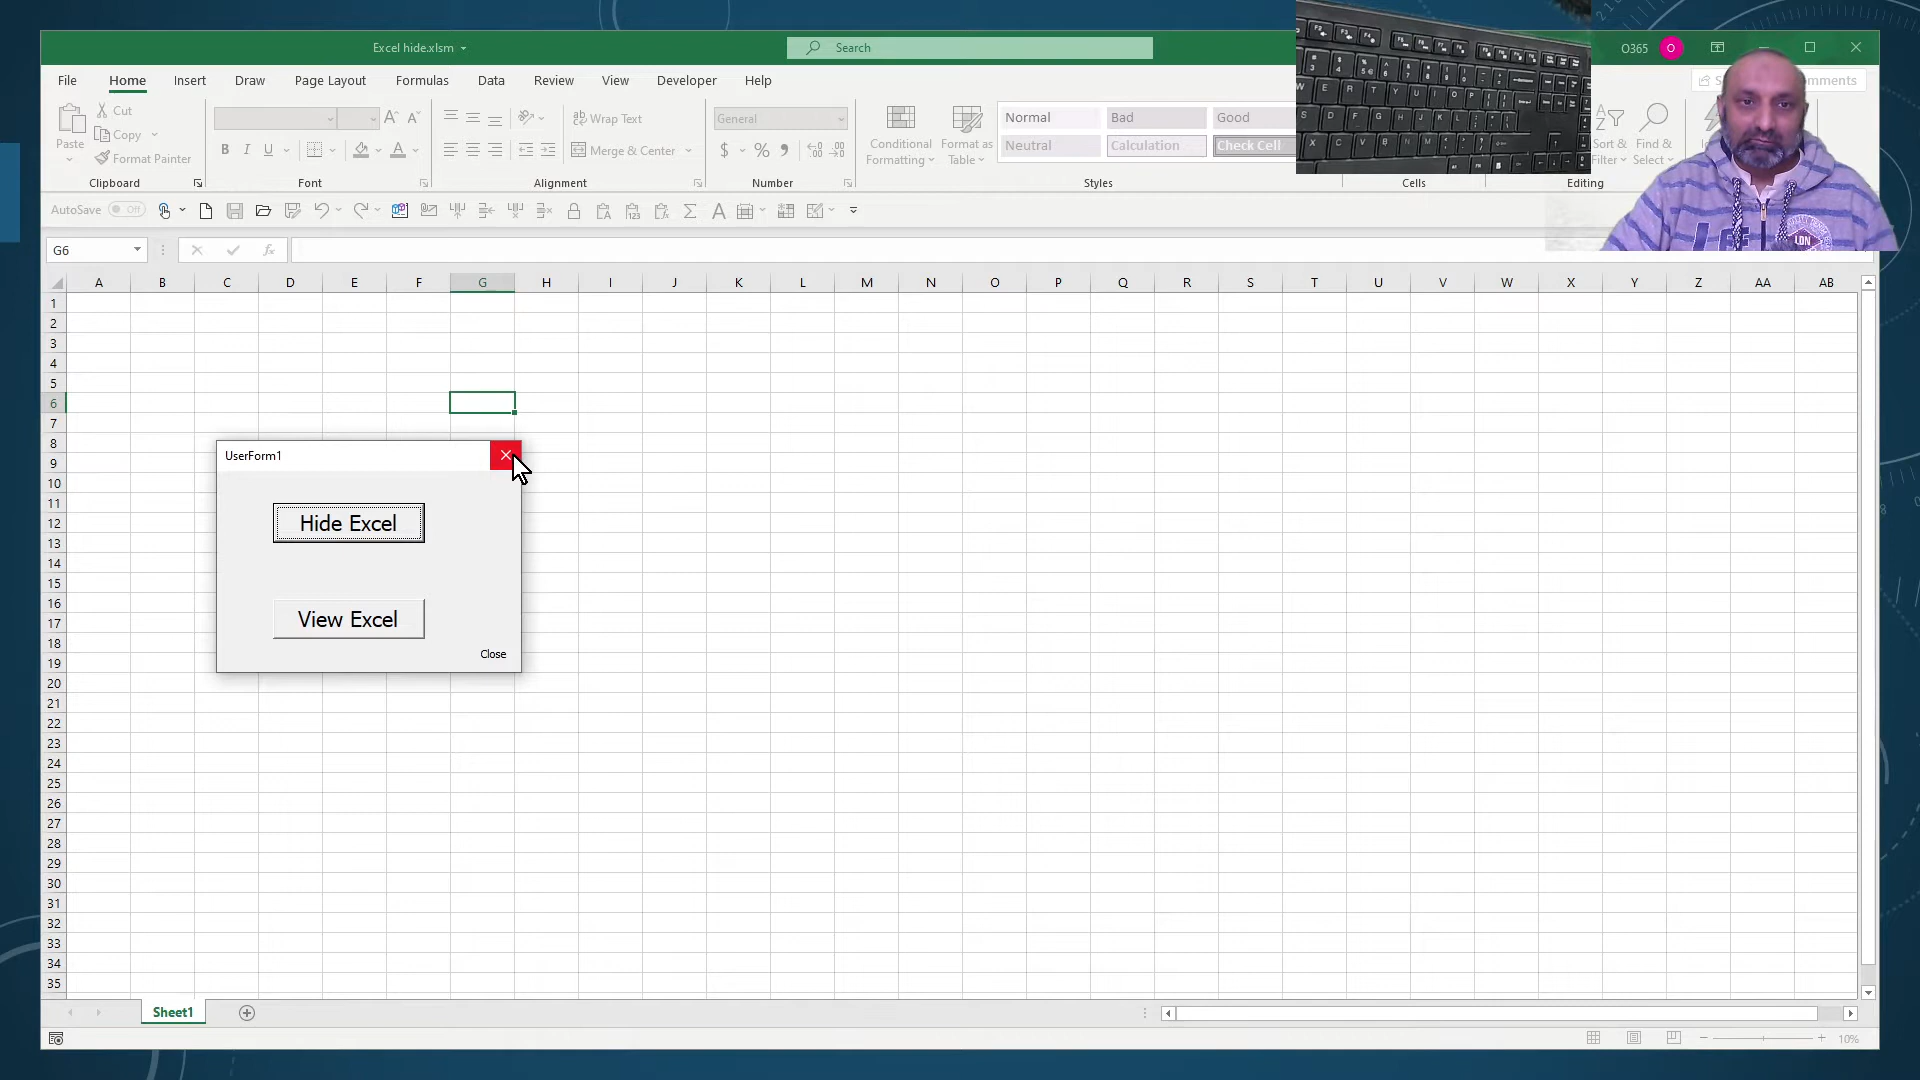 Excel hide.xlsm
Search
O365
O
File Home Insert Draw Page Layout Formulas Data Review View Developer Help
Cut
Copy
Format Painter
Paste
Clipboard
B I U
Font
Wrap Text
Merge & Center
Alignment
General
$ %
Number
Conditional Formatting
Format as Table
Normal Bad Good
Neutral Calculation Check Cell
Styles
Cells
Sort & Filter
Find & Select
Editing
AutoSave Off
G6
fx
A B C D E F G H I J K L M N O P Q R S T U V W X Y Z AA AB
1
2
3
4
5
6
7
8
9
10
11
12
13
14
15
16
17
18
19
20
21
22
23
24
25
26
27
28
29
30
31
32
33
34
35
UserForm1
Hide Excel
View Excel
Close
Sheet1
10%
LDN